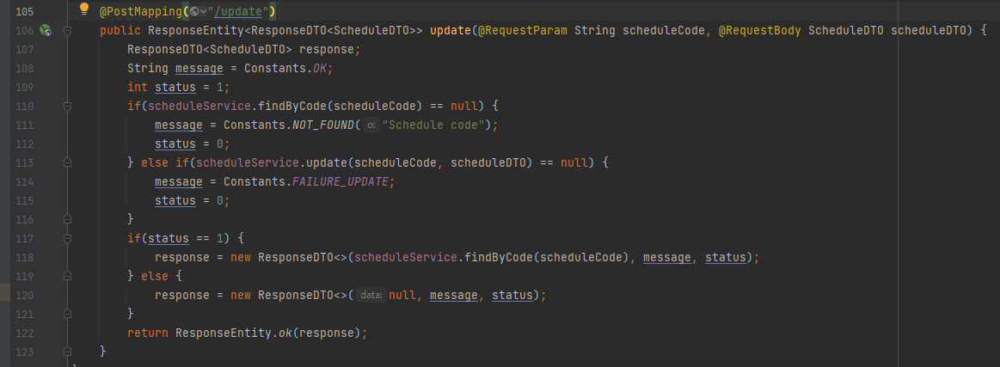 105 @PostMapping("/update")
106 public ResponseEntity<ResponseDTO<ScheduleDTO>> update(@RequestParam String scheduleCode, @RequestBody ScheduleDTO scheduleDTO) {
107 ResponseDTO<ScheduleDTO> response;
108 String message = Constants.OK;
109 int status = 1;
110 if(scheduleService.findByCode(scheduleCode) == null) {
111 message = Constants.NOT_FOUND( o: "Schedule code");
112 status = 0;
113 } else if(scheduleService.update(scheduleCode, scheduleDTO) == null) {
114 message = Constants.FAILURE_UPDATE;
115 status = 0;
116 }
117 if(status == 1) {
118 response = new ResponseDTO<>(scheduleService.findByCode(scheduleCode), message, status);
119 } else {
120 response = new ResponseDTO<>( data: null, message, status);
121 }
122 return ResponseEntity.ok(response);
123 }